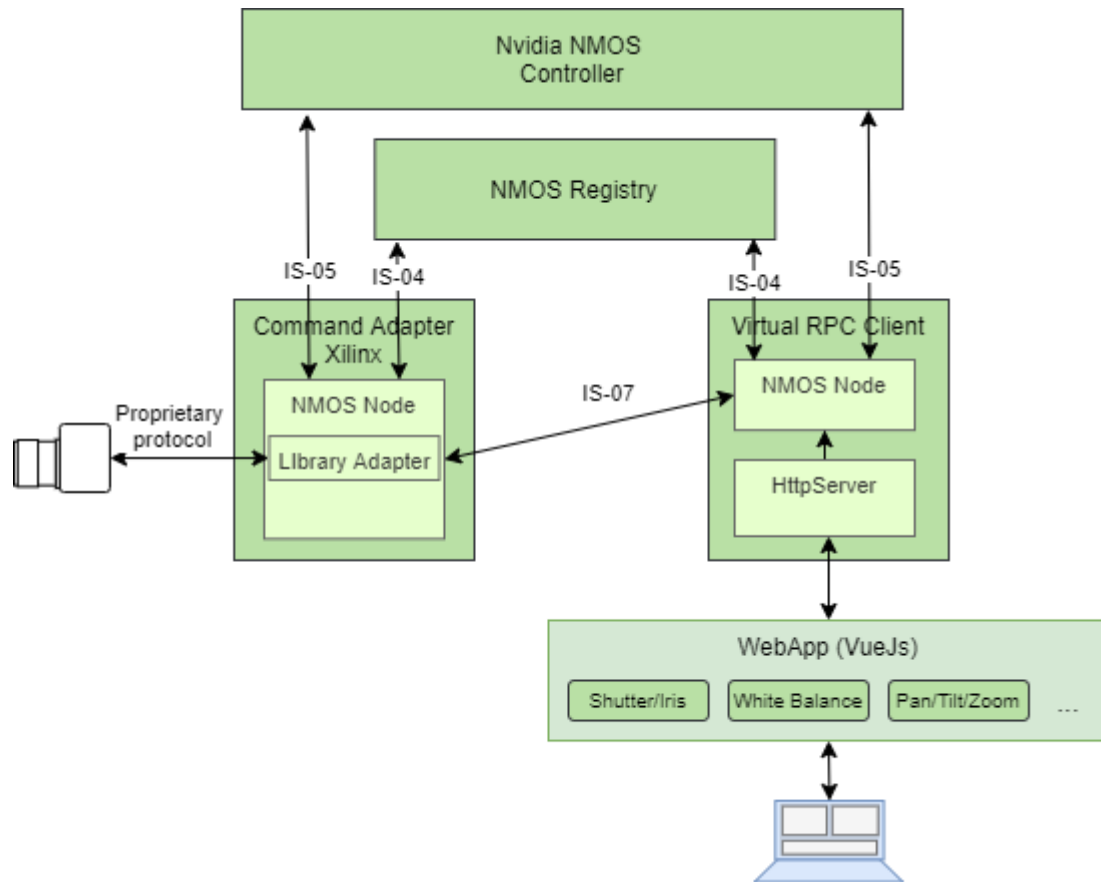 Nvidia NMOS
Controller
NMOS Registry
IS-05
IS-04
IS-04
IS-05
Command Adapter
Xilinx
Virtual RPC Client
NMOS Node
NMOS Node
IS-07
Proprietary
protocol
LIbrary Adapter
HttpServer
WebApp (VueJs)
Shutter/Iris
White Balance
Pan/Tilt/Zoom
...